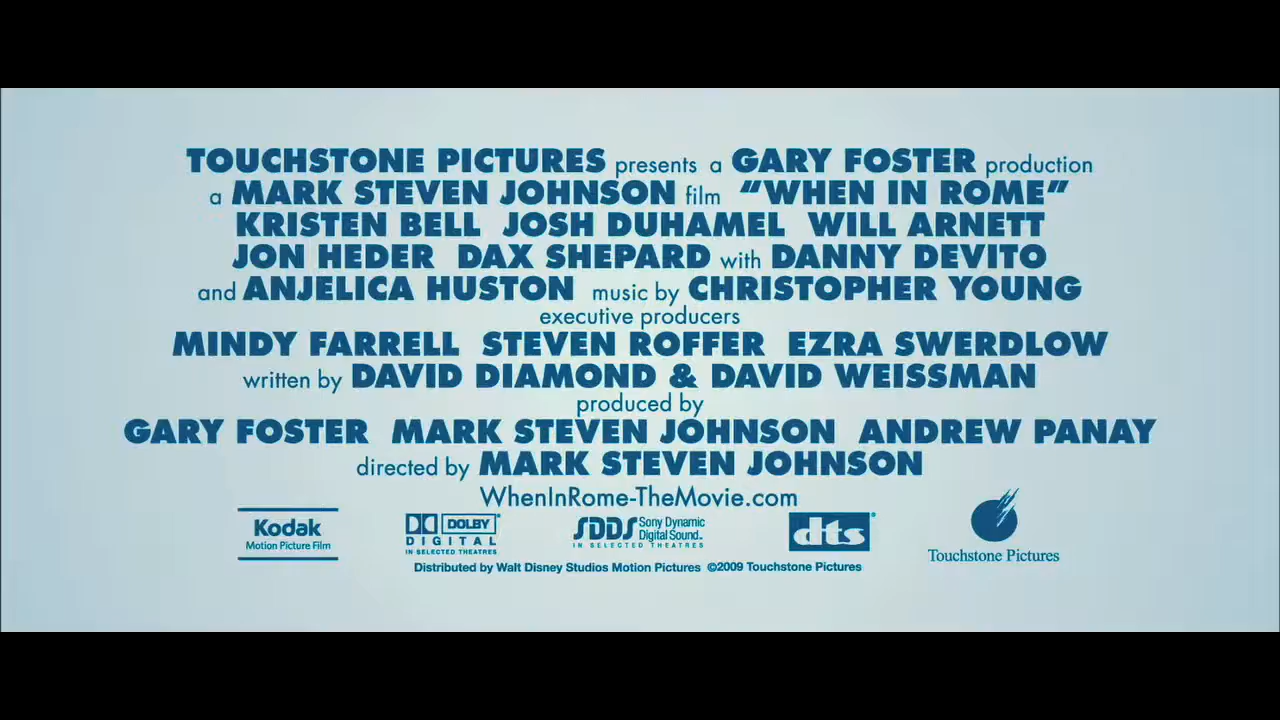 TOUCHSTONE PICTURES presents a GARY FOSTER production
a MARK STEVEN JOHNSON film "WHEN IN ROME"
KRISTEN BELL JOSH DUHAMEL WILL ARNETT
JON HEDER DAX SHEPARD with DANNY DEVITO
and ANJELICA HUSTON music by CHRISTOPHER YOUNG
executive producers
MINDY FARRELL STEVEN ROFFER EZRA SWERDLOW
written by DAVID DIAMOND & DAVID WEISSMAN
produced by
GARY FOSTER MARK STEVEN JOHNSON ANDREW PANAY
directed by MARK STEVEN JOHNSON
WhenInRome-TheMovie.com
Kodak
Motion Picture Film
DOLBY
DIGITAL
IN SELECTED THEATRES
SDDS Sony Dynamic
Digital Sound
IN SELECTED THEATRES
dts
Touchstone Pictures
Distributed by Walt Disney Studios Motion Pictures ©2009 Touchstone Pictures